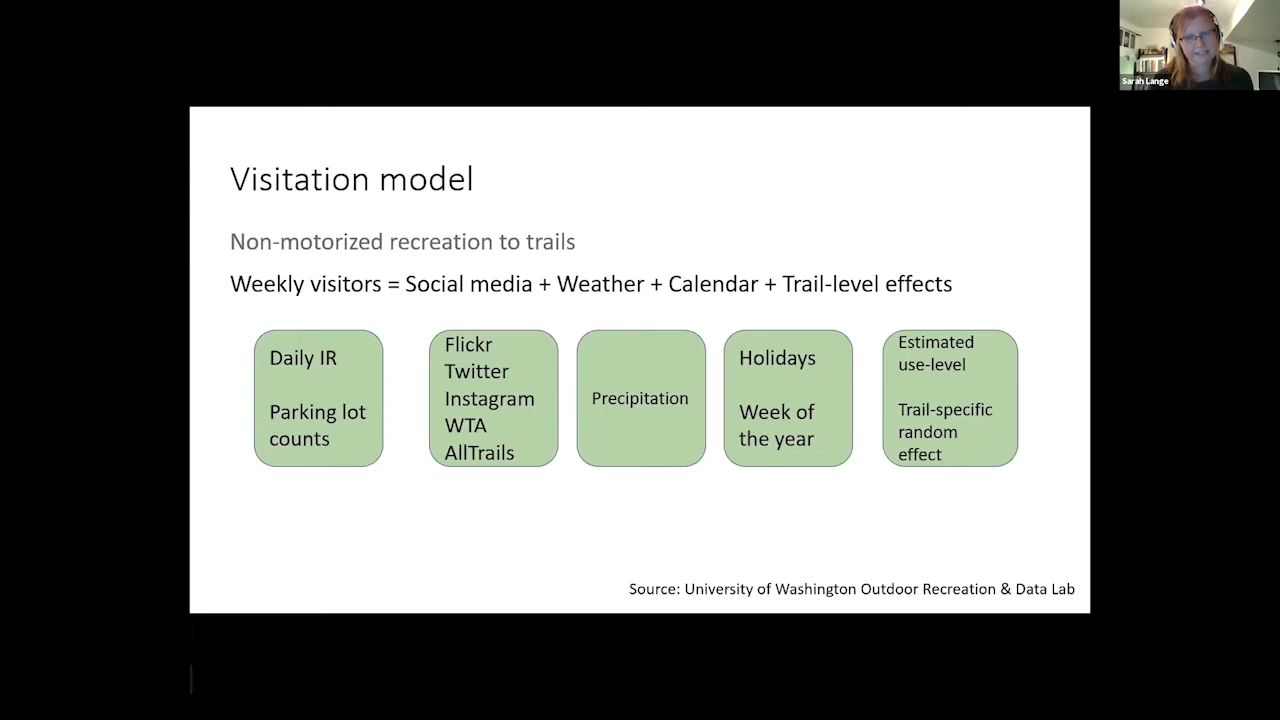 Sarah Lange
Visitation model
Non-motorized recreation to trails
Weekly visitors = Social media + Weather + Calendar + Trail-level effects
Daily IR
Parking lot
counts
Flickr
Twitter
Instagram
WTA
AllTrails
Precipitation
Holidays
Week of
the year
Estimated
use-level
Trail-specific
random
effect
Source: University of Washington Outdoor Recreation & Data Lab